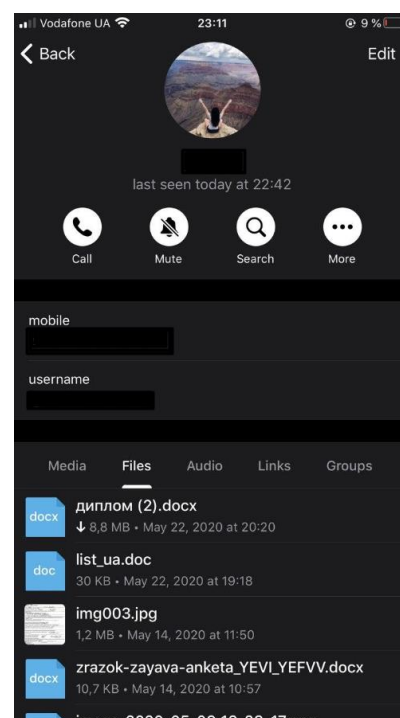 Vodafone UA 23:11 9 %
Back Edit
last seen today at 22:42
Call Mute Search More
mobile
username
Media Files Audio Links Groups
docx диплом (2).docx
8,8 MB • May 22, 2020 at 20:20
doc list_ua.doc
30 KB • May 22, 2020 at 19:18
img003.jpg
1,2 MB • May 14, 2020 at 11:50
docx zrazok-zayava-anketa_YEVI_YEFVV.docx
10,7 KB • May 14, 2020 at 10:57